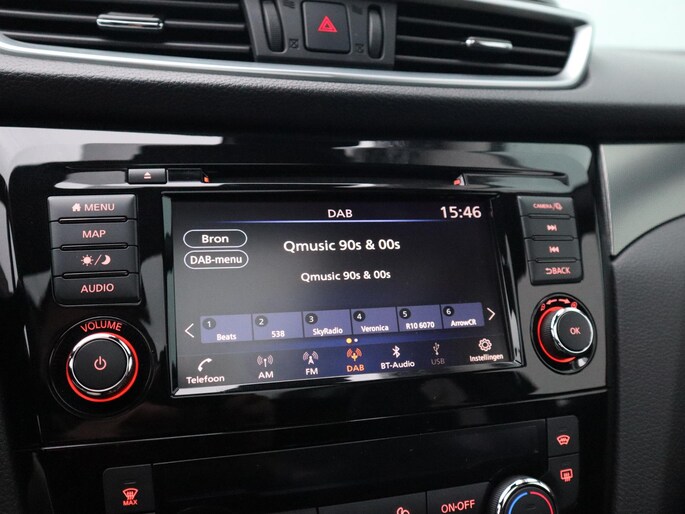 MENU
MAP
AUDIO
VOLUME
DAB
15:46
Bron
DAB-menu
Qmusic 90s & 00s
Qmusic 90s & 00s
1 Beats
2 538
3 SkyRadio
4 Veronica
5 R10 6070
6 ArrowCR
Telefoon
AM
FM
DAB
BT-Audio
USB
Instellingen
CAMERA/
BACK
OK
MAX
ON·OFF